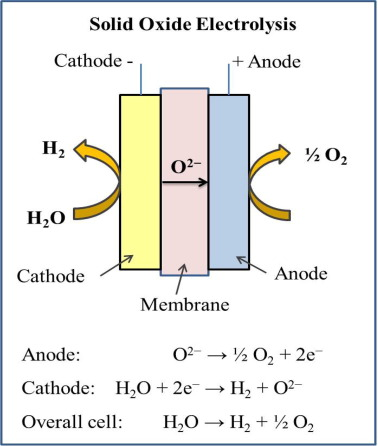 Solid Oxide Electrolysis
Cathode - + Anode
H₂ O²⁻ ½ O₂
H₂O
Cathode Anode
Membrane
Anode: O²⁻ → ½ O₂ + 2e⁻
Cathode: H₂O + 2e⁻ → H₂ + O²⁻
Overall cell: H₂O → H₂ + ½ O₂